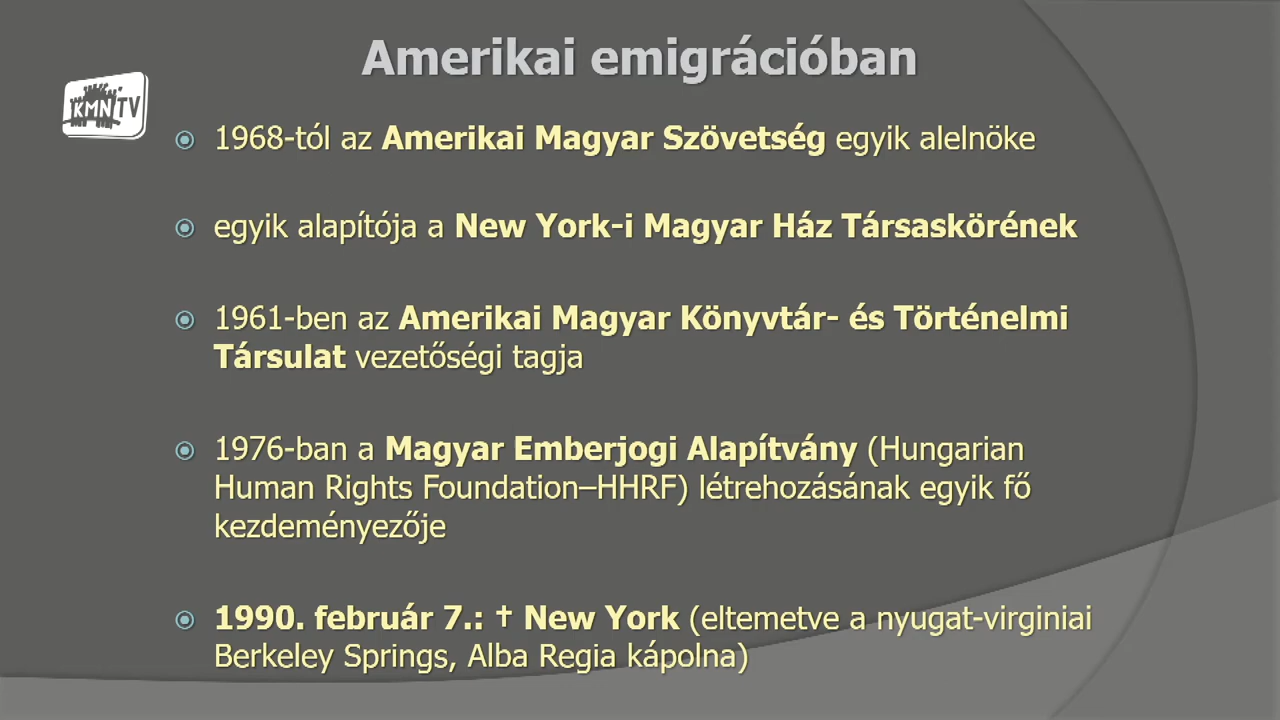 Amerikai emigrációban
KMN TV
1968-tól az Amerikai Magyar Szövetség egyik alelnöke
egyik alapítója a New York-i Magyar Ház Társaskörének
1961-ben az Amerikai Magyar Könyvtár- és Történelmi
Társulat vezetőségi tagja
1976-ban a Magyar Emberjogi Alapítvány (Hungarian
Human Rights Foundation–HHRF) létrehozásának egyik fő
kezdeményezője
1990. február 7.: † New York (eltemetve a nyugat-virginiai
Berkeley Springs, Alba Regia kápolna)